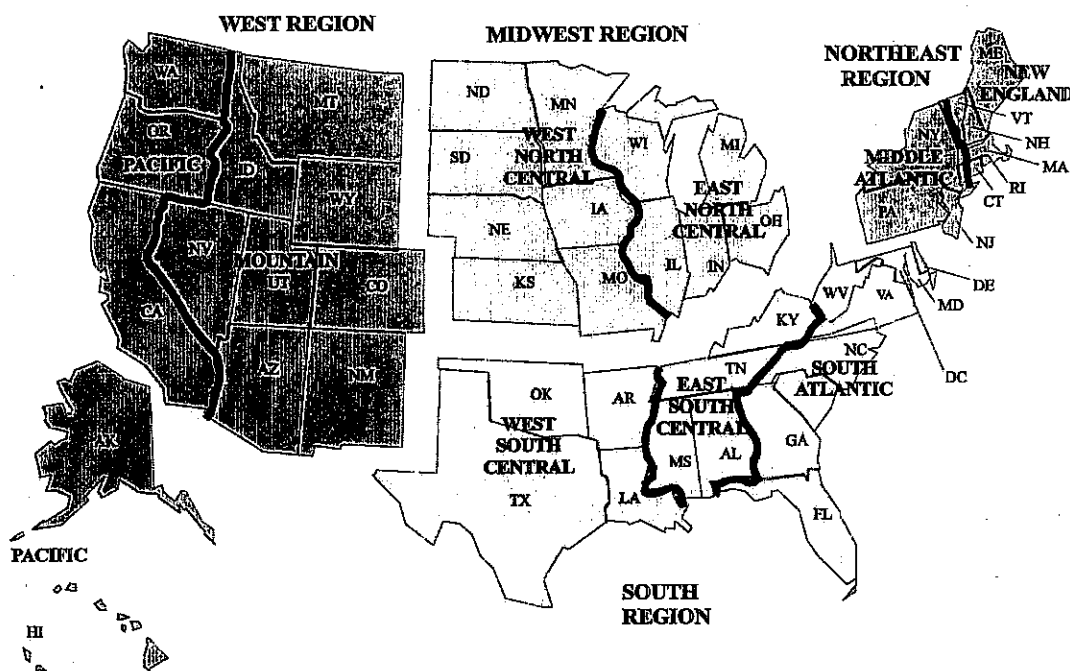 WEST REGION
MIDWEST REGION
NORTHEAST
REGION
WA
MT
OR
PACIFIC
ID
WY
NV
MOUNTAIN
UT
CO
CA
AZ
NM
AK
PACIFIC
HI
ND
MN
SD
WEST
NORTH
CENTRAL
WI
MI
IA
NE
EAST
NORTH
CENTRAL
OH
KS
MO
IL
IN
ME
NEW
ENGLAND
VT
NY
NH
MIDDLE
ATLANTIC
MA
RI
PA
CT
NJ
WV
VA
DE
MD
KY
NC
DC
TN
SOUTH
ATLANTIC
OK
AR
EAST
SOUTH
CENTRAL
WEST
SOUTH
CENTRAL
GA
AL
MS
TX
LA
FL
SOUTH
REGION